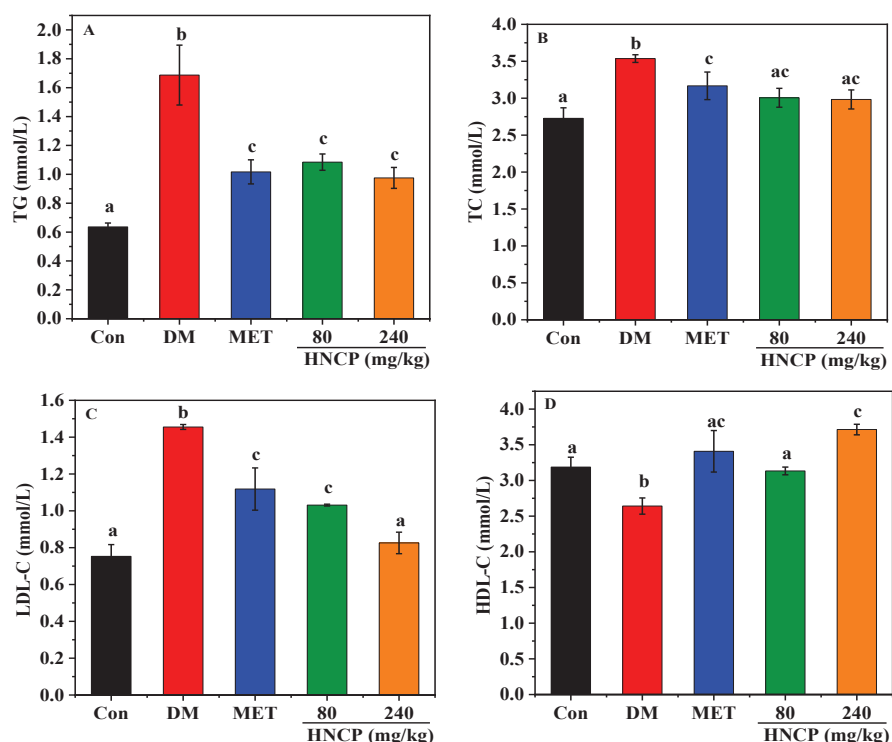 A
TG (mmol/L)
2.0
1.8
1.6
1.4
1.2
1.0
0.8
0.6
0.4
0.2
0.0
a
b
c
c
c
Con DM MET 80 240
HNCP (mg/kg)
B
TC (mmol/L)
4.0
3.5
3.0
2.5
2.0
1.5
1.0
0.5
0.0
a
b
c
ac
ac
Con DM MET 80 240
HNCP (mg/kg)
C
LDL-C (mmol/L)
1.6
1.4
1.2
1.0
0.8
0.6
0.4
0.2
0.0
a
b
c
c
a
Con DM MET 80 240
HNCP (mg/kg)
D
HDL-C (mmol/L)
4.0
3.5
3.0
2.5
2.0
1.5
1.0
0.5
0.0
a
b
ac
a
c
Con DM MET 80 240
HNCP (mg/kg)